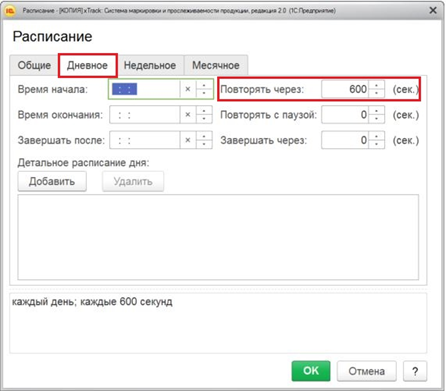 Расписание - [КОПИЯ] xTrack: Система маркировки и прослеживаемости продукции, редакция 2.0 (1С:Предприятие)
Расписание
Общие Дневное Недельное Месячное
Время начала: : : × Повторять через: 600 (сек.)
Время окончания: : : × Повторять с паузой: 0 (сек.)
Завершать после: : : × Завершать через: 0 (сек.)
Детальное расписание дня:
Добавить Удалить
каждый день; каждые 600 секунд
OK Отмена ?